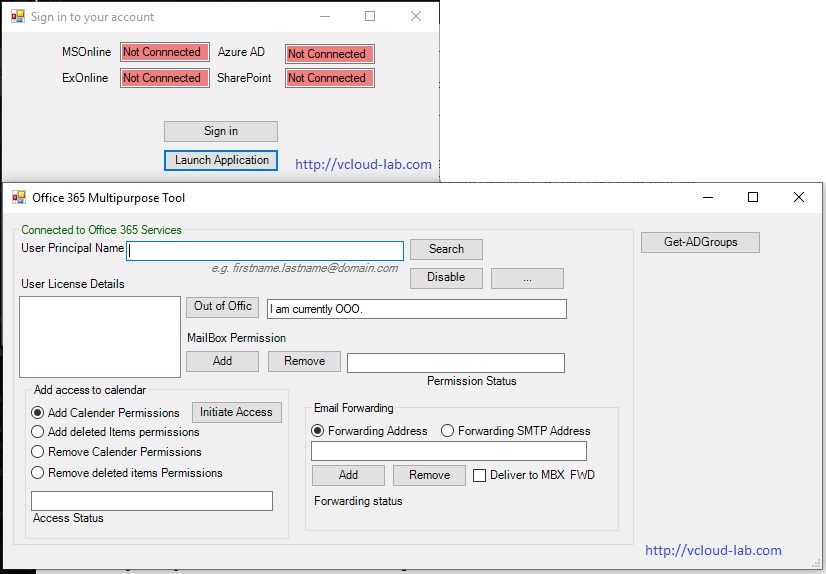 Sign in to your account
MSOnline Not Connnected Azure AD Not Connnected
ExOnline Not Connnected SharePoint Not Connnected
Sign in
Launch Application
http://vcloud-lab.com
Office 365 Multipurpose Tool
Connected to Office 365 Services
User Principal Name Search Get-ADGroups
e.g. firstname.lastname@domain.com
Disable ...
User License Details
Out of Offic I am currently OOO.
MailBox Permission
Add Remove
Permission Status
Add access to calendar
Add Calender Permissions Initiate Access
Add deleted Items permissions
Remove Calender Permissions
Remove deleted items Permissions
Access Status
Email Forwarding
Forwarding Address Forwarding SMTP Address
Add Remove Deliver to MBX FWD
Forwarding status
http://vcloud-lab.com